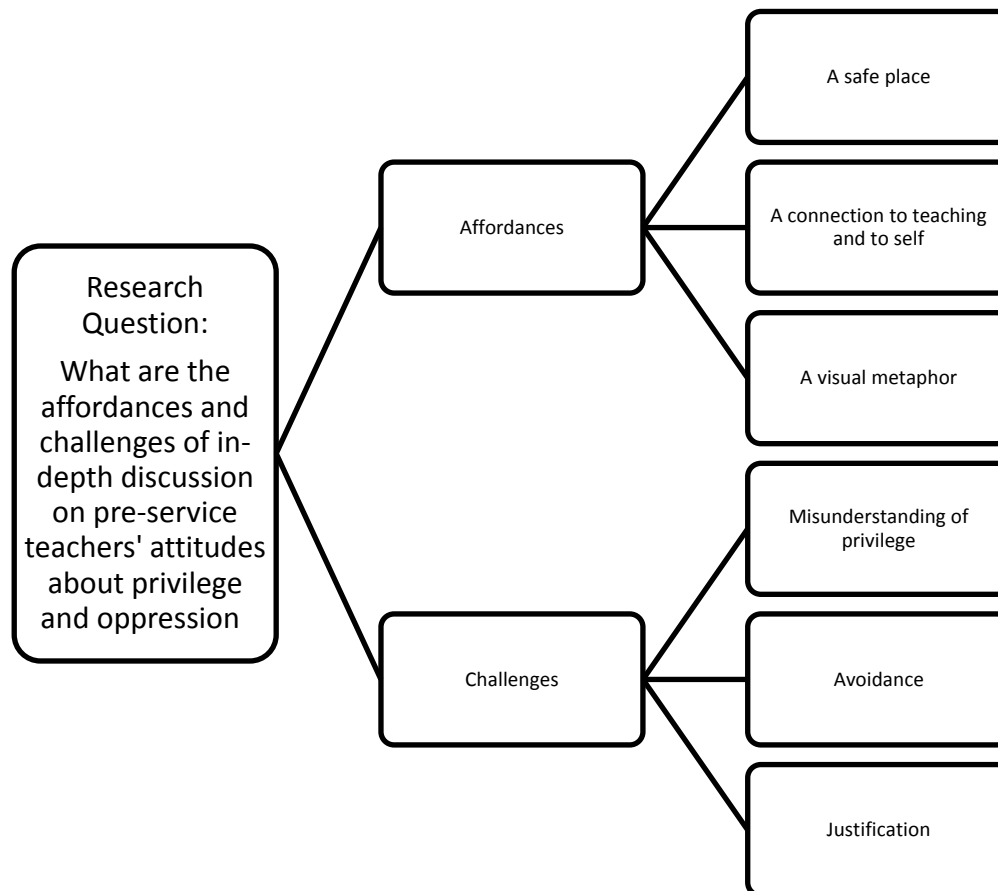 Research
Question:
What are the
affordances and
challenges of in-
depth discussion
on pre-service
teachers' attitudes
about privilege
and oppression
Affordances
A safe place
A connection to teaching
and to self
A visual metaphor
Challenges
Misunderstanding of
privilege
Avoidance
Justification